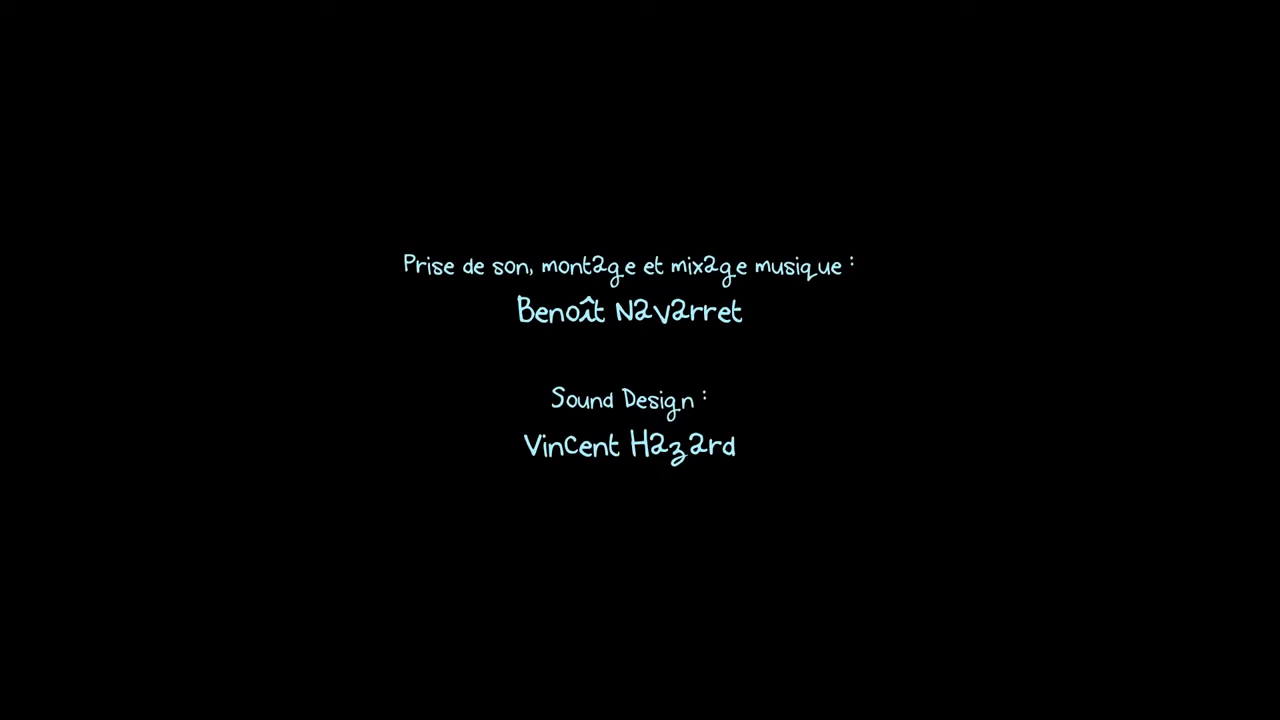 Prise de son, montage et mixage musique :
Benoît Navarret
Sound Design :
Vincent Hazard